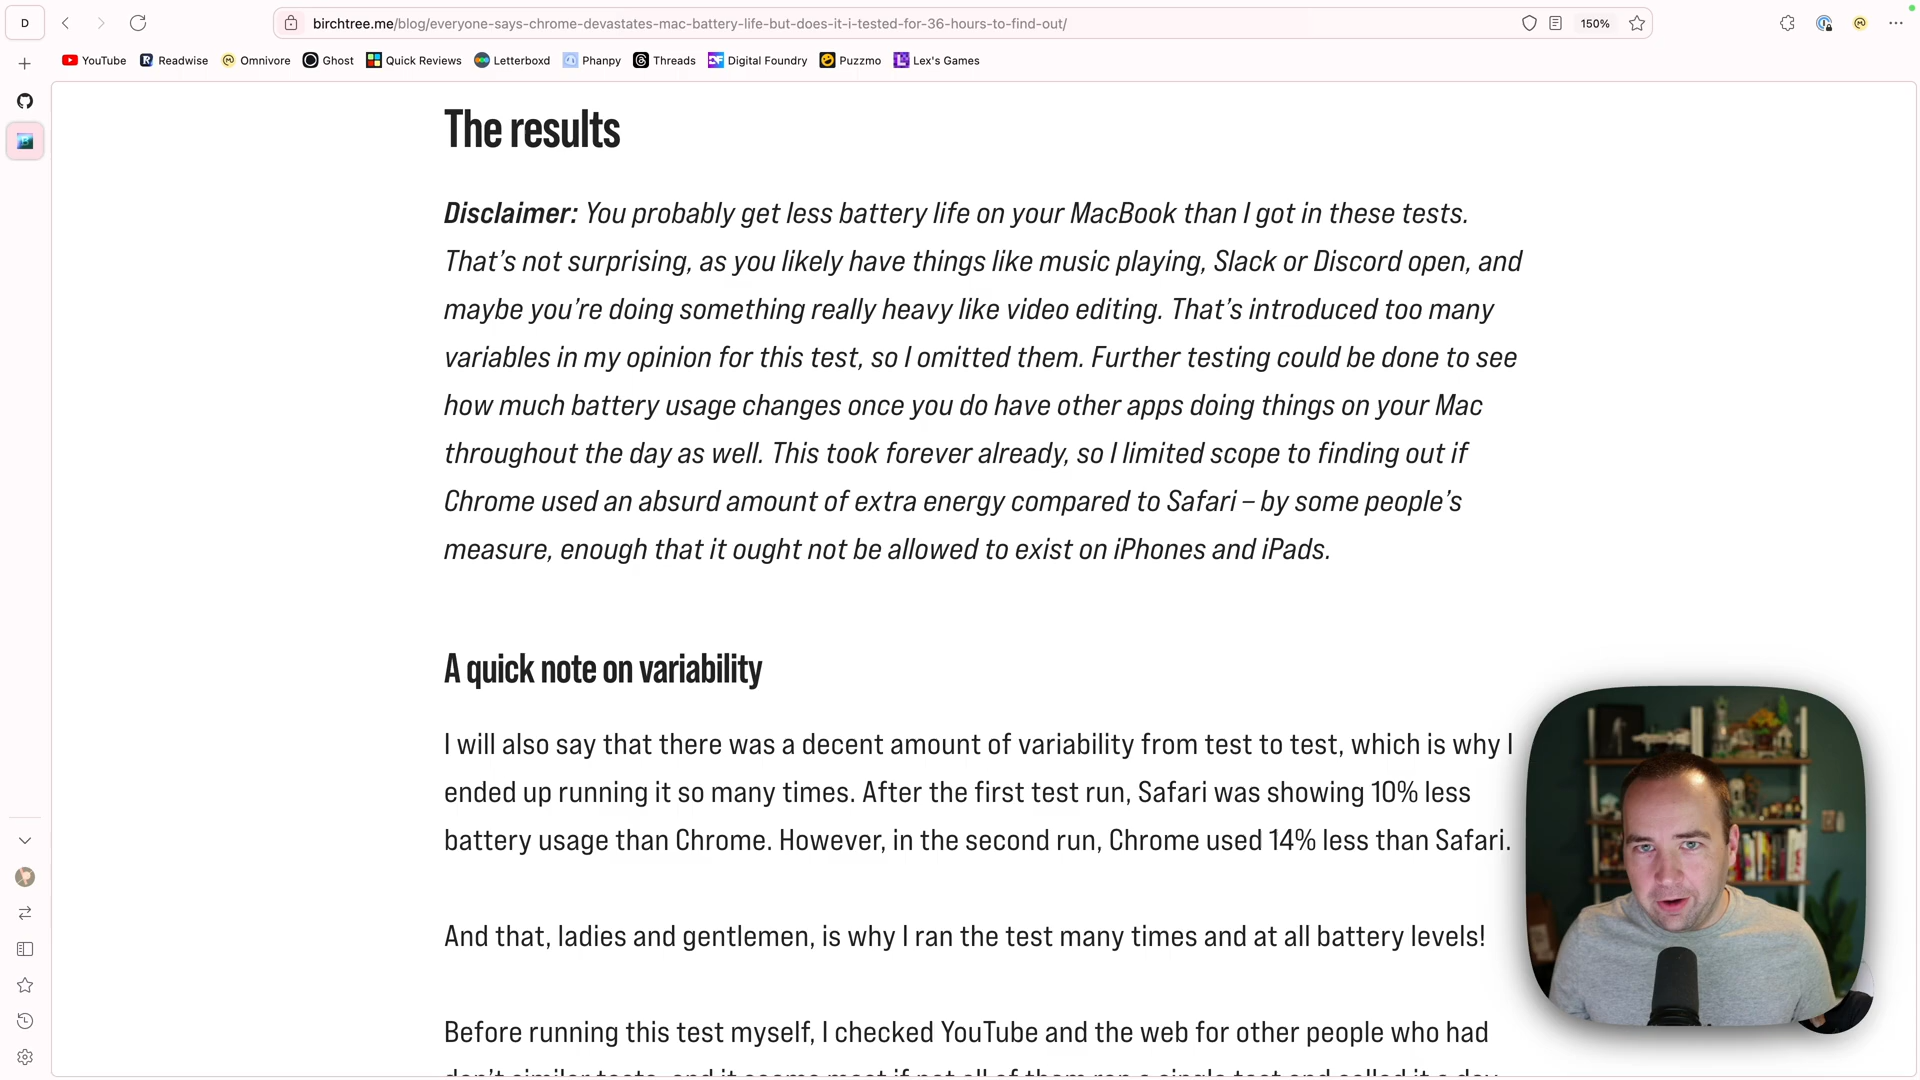 D
birchtree.me/blog/everyone-says-chrome-devastates-mac-battery-life-but-does-it-i-tested-for-36-hours-to-find-out/
150%
YouTube
Readwise
Omnivore
Ghost
Quick Reviews
Letterboxd
Phanpy
Threads
Digital Foundry
Puzzmo
Lex's Games
The results
Disclaimer: You probably get less battery life on your MacBook than I got in these tests.
That’s not surprising, as you likely have things like music playing, Slack or Discord open, and
maybe you’re doing something really heavy like video editing. That’s introduced too many
variables in my opinion for this test, so I omitted them. Further testing could be done to see
how much battery usage changes once you do have other apps doing things on your Mac
throughout the day as well. This took forever already, so I limited scope to finding out if
Chrome used an absurd amount of extra energy compared to Safari – by some people’s
measure, enough that it ought not be allowed to exist on iPhones and iPads.
A quick note on variability
I will also say that there was a decent amount of variability from test to test, which is why I
ended up running it so many times. After the first test run, Safari was showing 10% less
battery usage than Chrome. However, in the second run, Chrome used 14% less than Safari.
And that, ladies and gentlemen, is why I ran the test many times and at all battery levels!
Before running this test myself, I checked YouTube and the web for other people who had